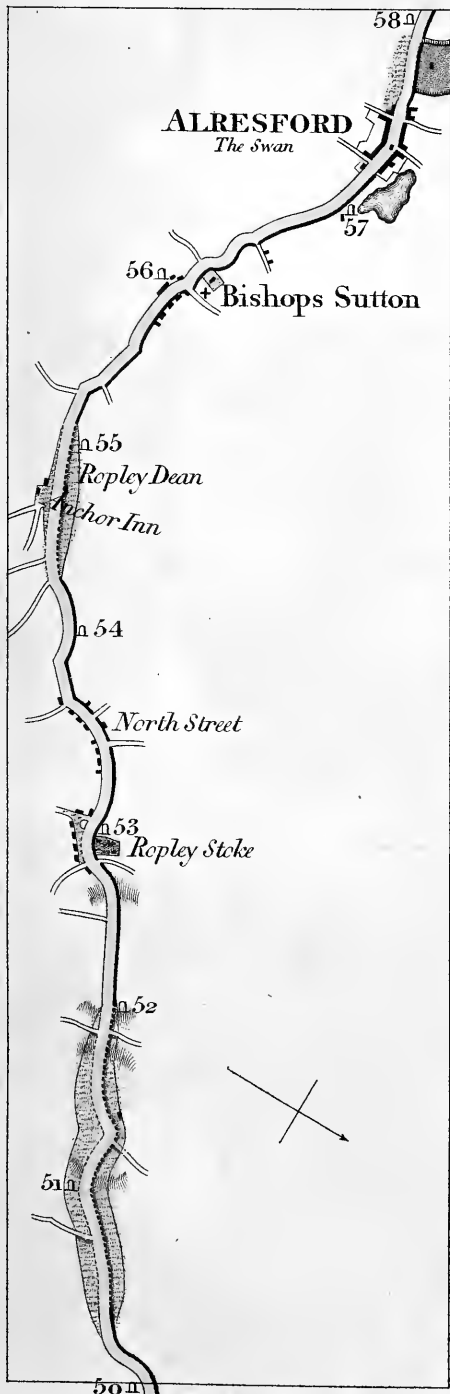 58
ALRESFORD
The Swan
57
56
Bishops Sutton
55
Ropley Dean
Anchor Inn
54
North Street
53
Ropley Stoke
52
51
50